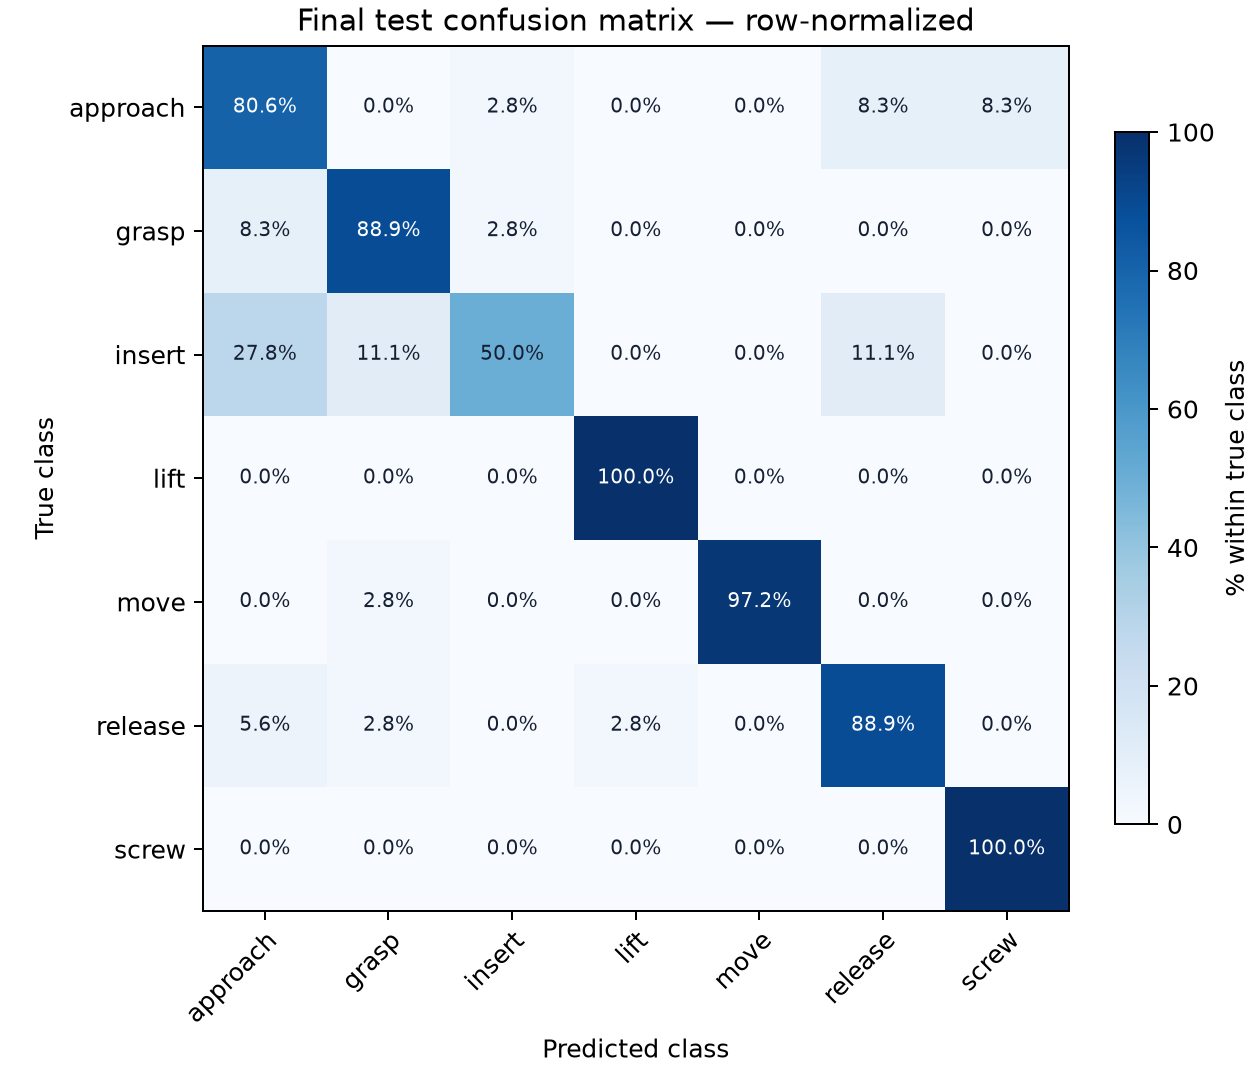 Final test confusion matrix — row-normalized
approach 80.6% 0.0% 2.8% 0.0% 0.0% 8.3% 8.3%
grasp 8.3% 88.9% 2.8% 0.0% 0.0% 0.0% 0.0%
insert 27.8% 11.1% 50.0% 0.0% 0.0% 11.1% 0.0%
lift 0.0% 0.0% 0.0% 100.0% 0.0% 0.0% 0.0%
move 0.0% 2.8% 0.0% 0.0% 97.2% 0.0% 0.0%
release 5.6% 2.8% 0.0% 2.8% 0.0% 88.9% 0.0%
screw 0.0% 0.0% 0.0% 0.0% 0.0% 0.0% 100.0%
True class
approach grasp insert lift move release screw
Predicted class
100
80
60
40
20
0
% within true class